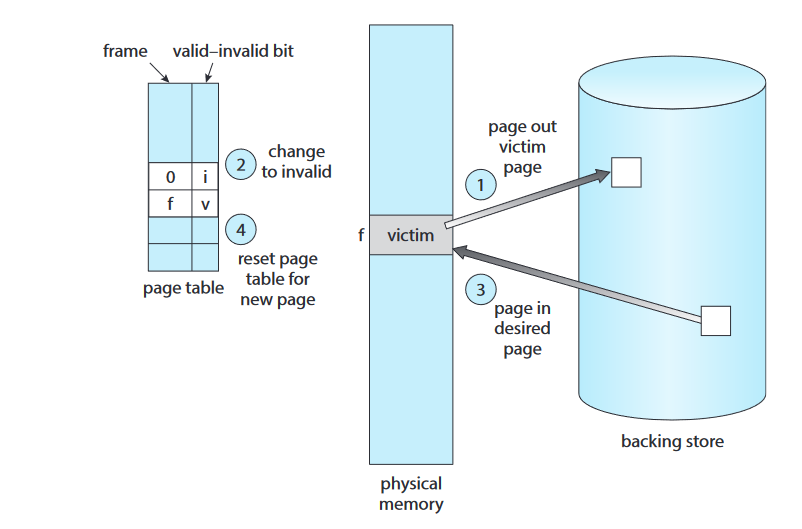 frame valid–invalid bit
0 i
f v
page table
2
change
to invalid
4
reset page
table for
new page
f victim
physical
memory
page out
victim
page
1
3
page in
desired
page
backing store